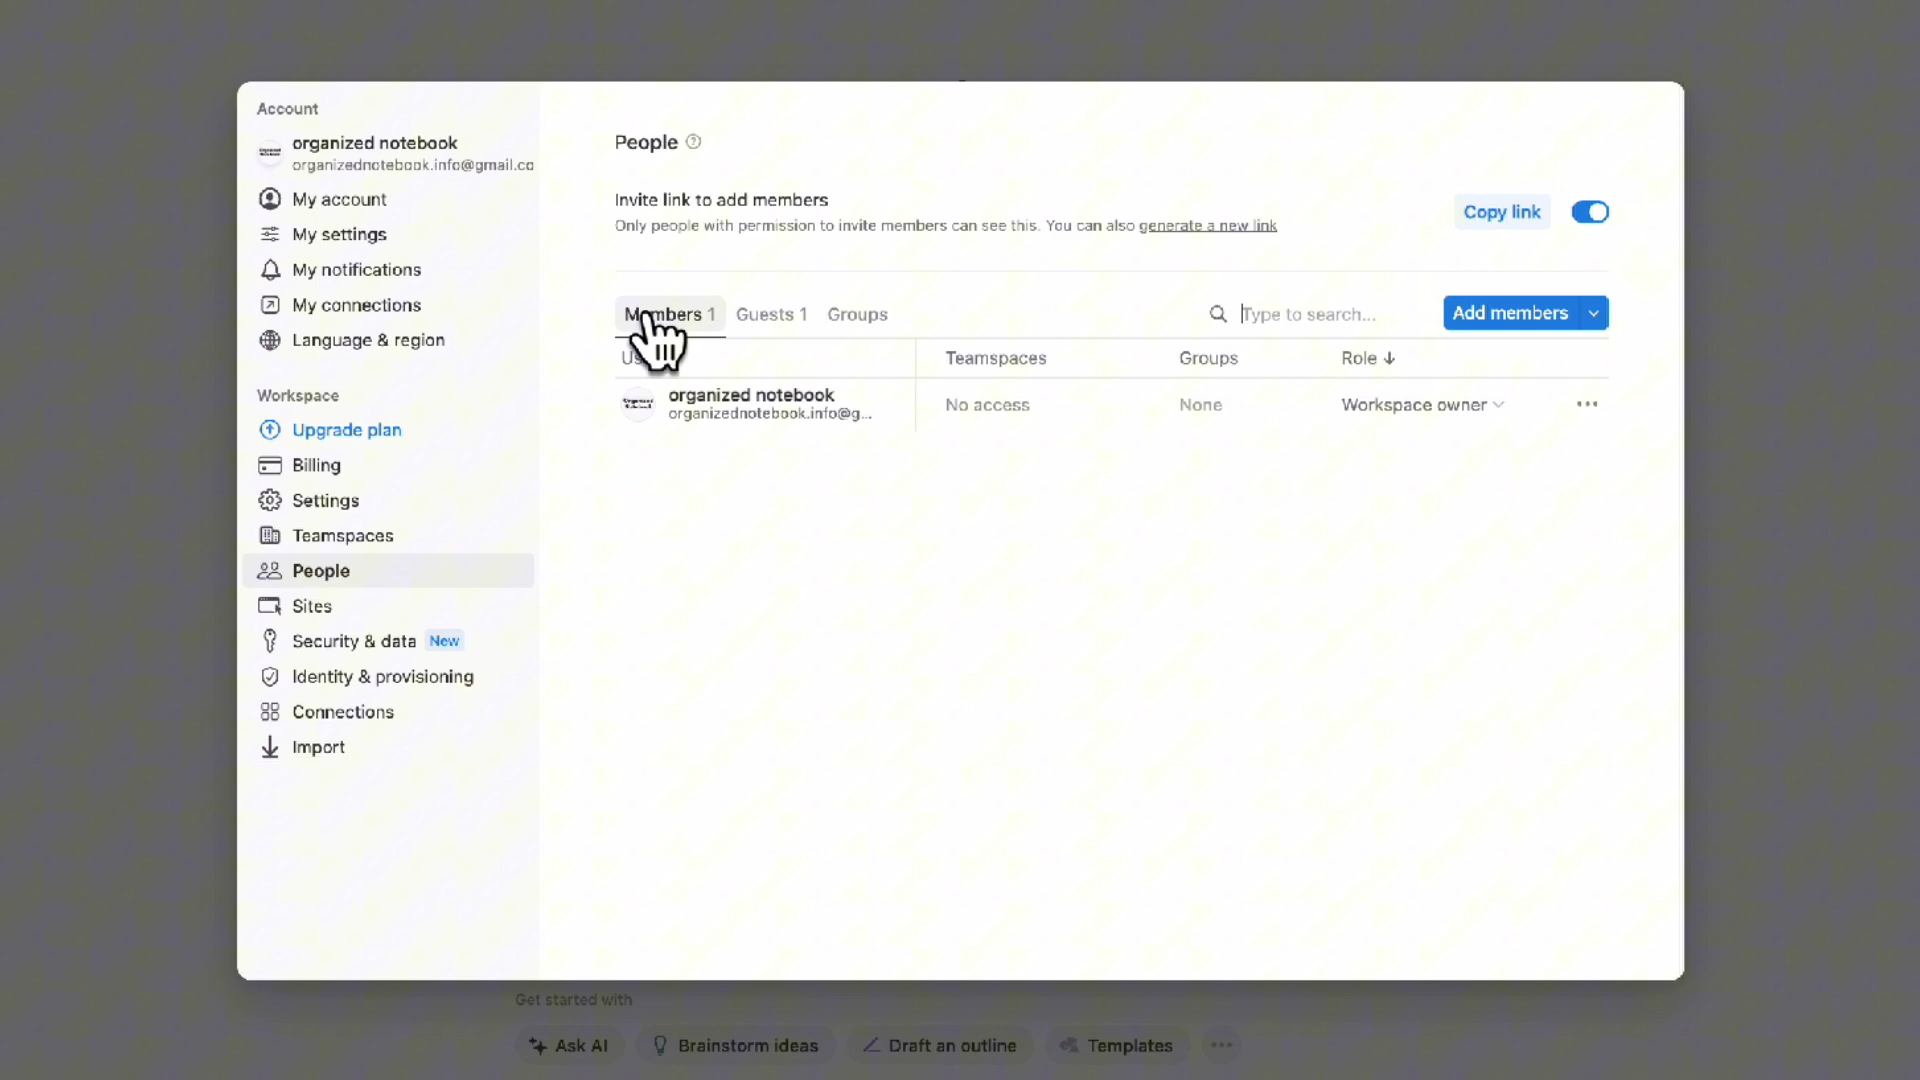 Account
organized notebook
organizednotebook.info@gmail.co
My account
My settings
My notifications
My connections
Language & region
Workspace
Upgrade plan
Billing
Settings
Teamspaces
People
Sites
Security & data New
Identity & provisioning
Connections
Import
People
Invite link to add members
Only people with permission to invite members can see this. You can also generate a new link
Copy link
Members 1 Guests 1 Groups
Type to search...
Add members
Teamspaces Groups Role
organized notebook
organizednotebook.info@g...
No access None Workspace owner
Get started with
Ask AI Brainstorm ideas Draft an outline Templates